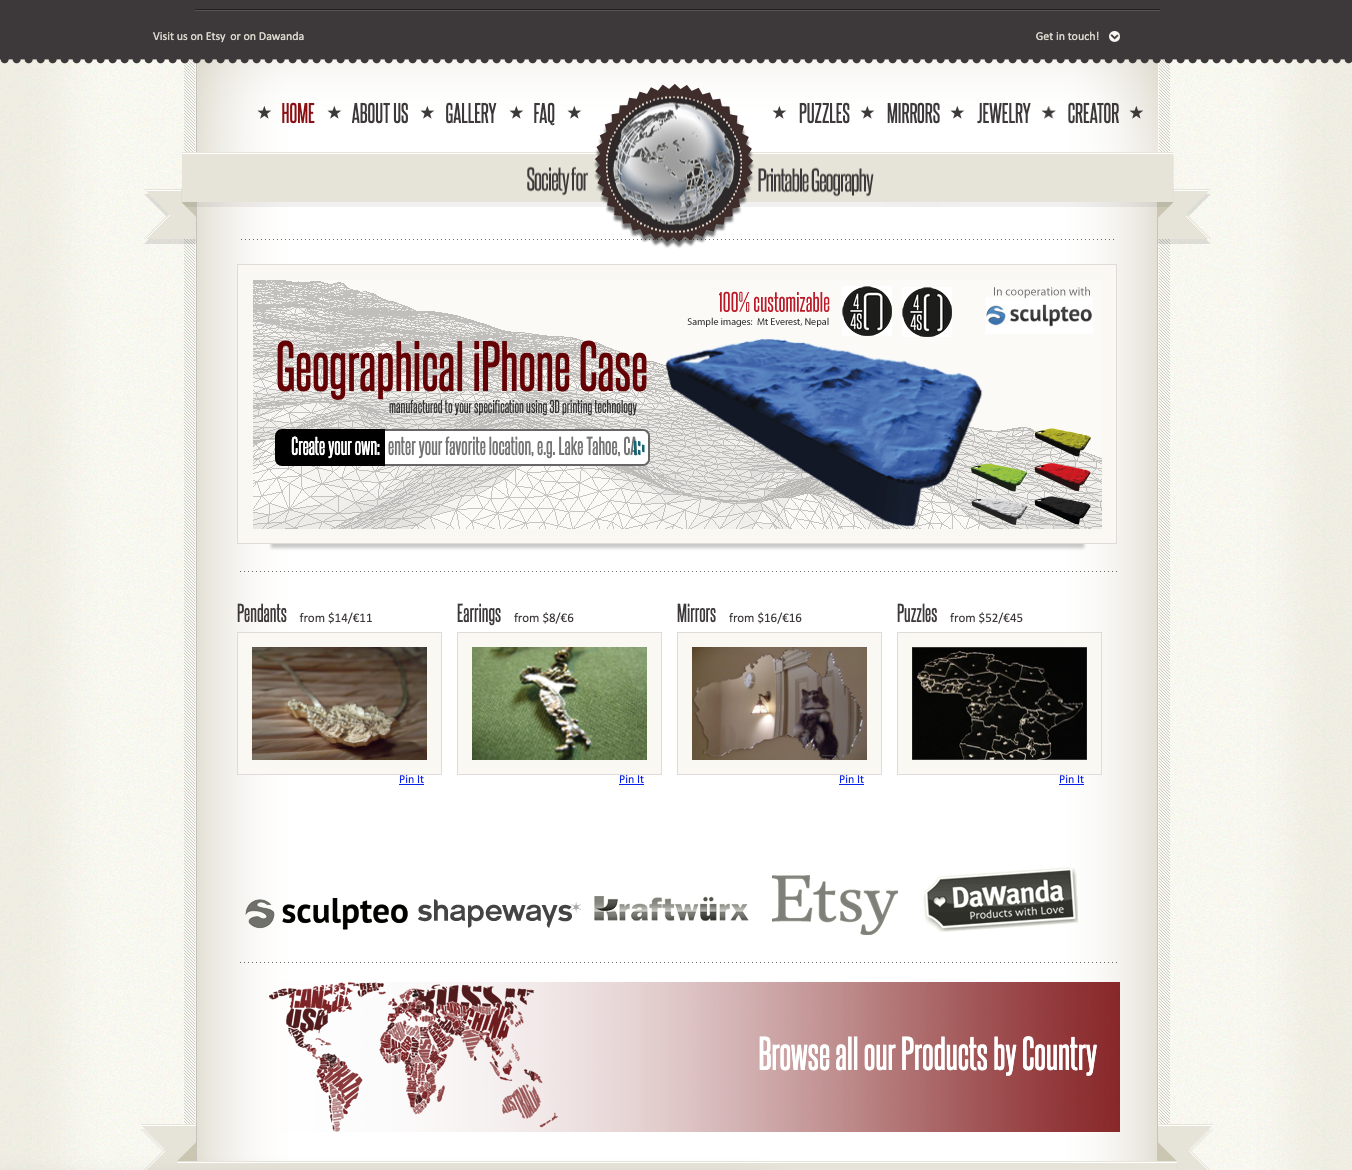 Visit us on Etsy or on Dawanda
Get in touch!
HOME
ABOUT US
GALLERY
FAQ
PUZZLES
MIRRORS
JEWELRY
CREATOR
Society for
Printable Geography
100% customizable
Sample images: Mt Everest, Nepal
4
4S
4
4S
In cooperation with
sculpteo
Geographical iPhone Case
manufactured to your specification using 3D printing technology
Create your own: enter your favorite location, e.g. Lake Tahoe, CA
Pendants from $14/€11
Earrings from $8/€6
Mirrors from $16/€16
Puzzles from $52/€45
Pin It
Pin It
Pin It
Pin It
sculpteo
shapeways
Kraftwürx
Etsy
DaWanda
Products with Love
USA
Browse all our Products by Country